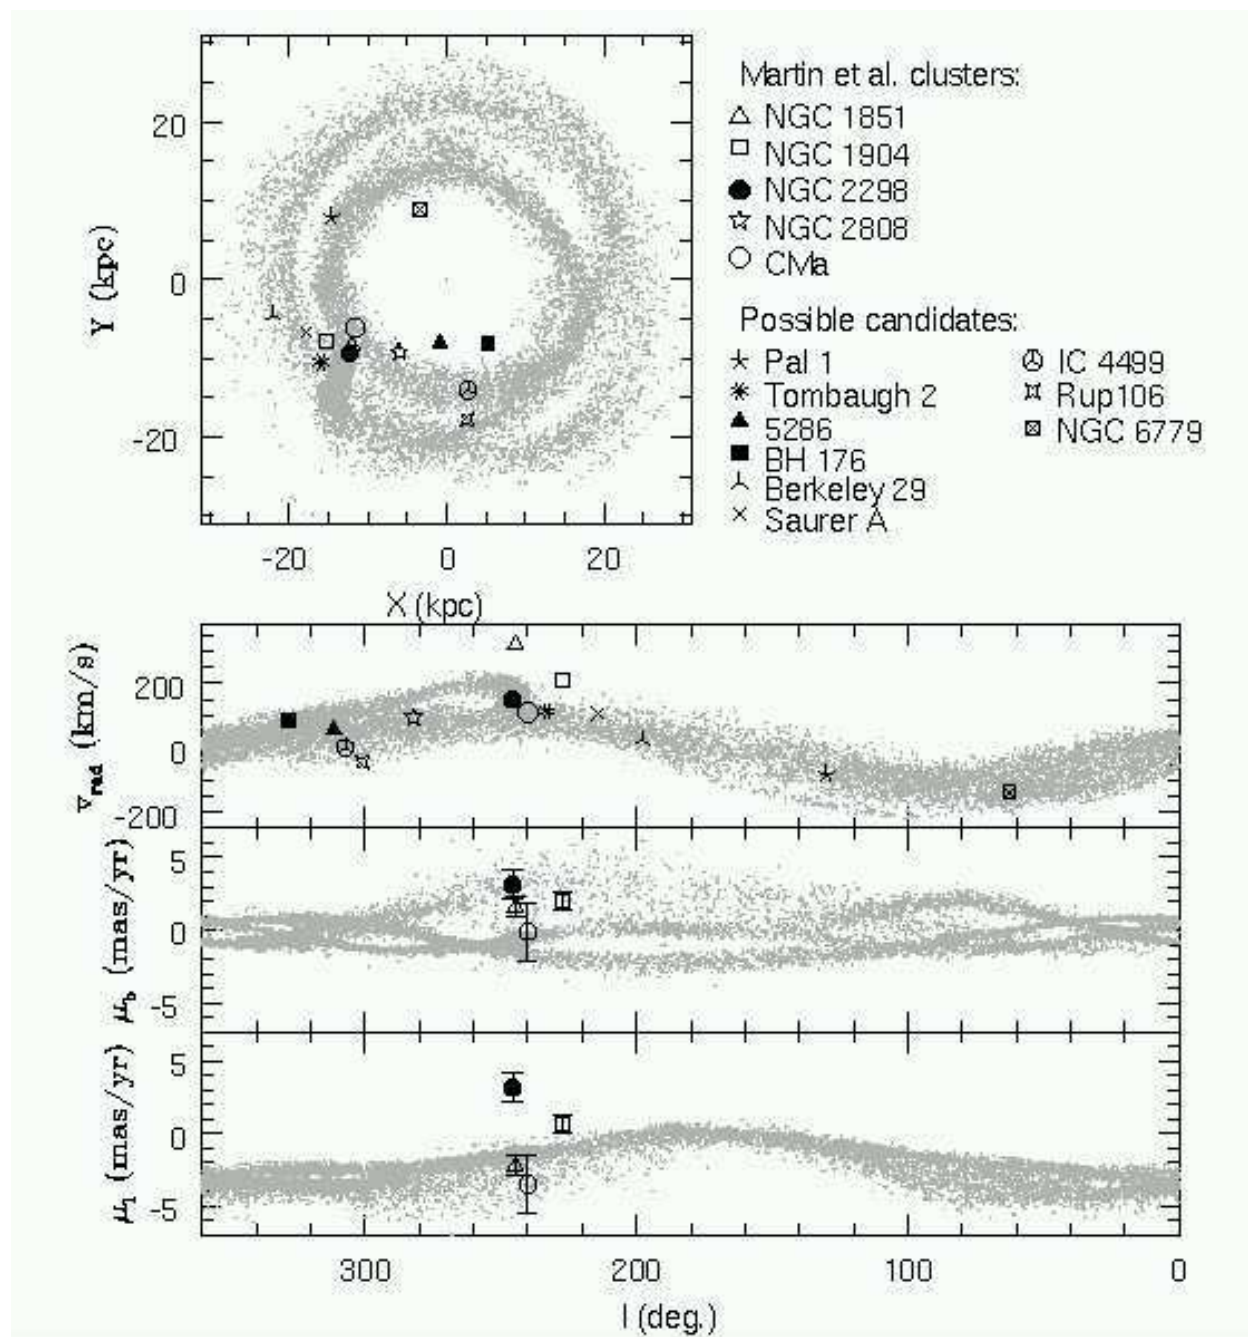 Martin et al. clusters:
NGC 1851
NGC 1904
NGC 2298
NGC 2808
CMa
Possible candidates:
Pal 1
Tombaugh 2
5286
BH 176
Berkeley 29
Saurer A
IC 4499
Rup106
NGC 6779
Y (kpc)
20
0
-20
-20 0 20
X (kpc)
v_rad (km/s)
200
0
-200
μ_b (mas/yr)
5
0
-5
μ_l (mas/yr)
5
0
-5
300 200 100 0
l (deg.)